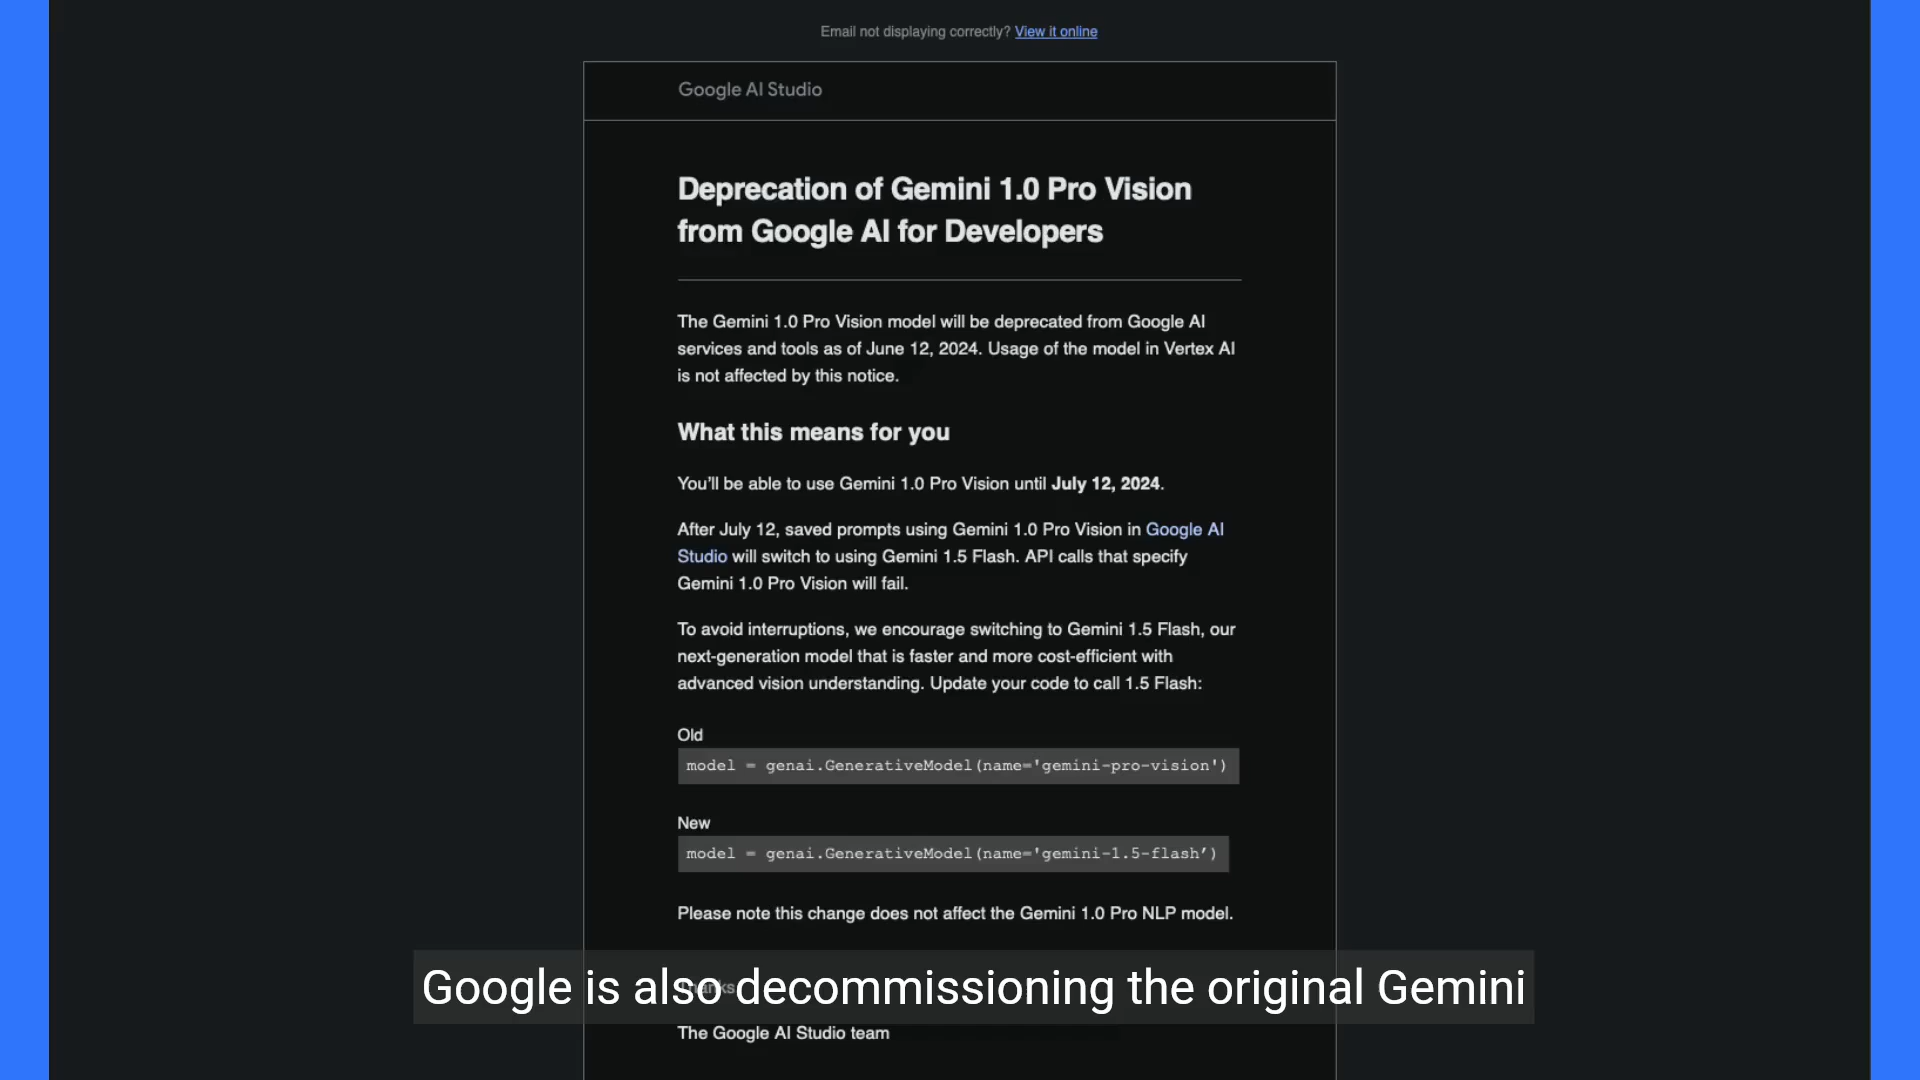 Email not displaying correctly? View it online
Google AI Studio
Deprecation of Gemini 1.0 Pro Vision
from Google AI for Developers
The Gemini 1.0 Pro Vision model will be deprecated from Google AI
services and tools as of June 12, 2024. Usage of the model in Vertex AI
is not affected by this notice.
What this means for you
You'll be able to use Gemini 1.0 Pro Vision until July 12, 2024.
After July 12, saved prompts using Gemini 1.0 Pro Vision in Google AI
Studio will switch to using Gemini 1.5 Flash. API calls that specify
Gemini 1.0 Pro Vision will fail.
To avoid interruptions, we encourage switching to Gemini 1.5 Flash, our
next-generation model that is faster and more cost-efficient with
advanced vision understanding. Update your code to call 1.5 Flash:
Old
model = genai.GenerativeModel(name='gemini-pro-vision')
New
model = genai.GenerativeModel(name='gemini-1.5-flash’)
Please note this change does not affect the Gemini 1.0 Pro NLP model.
Google is also decommissioning the original Gemini
The Google AI Studio team